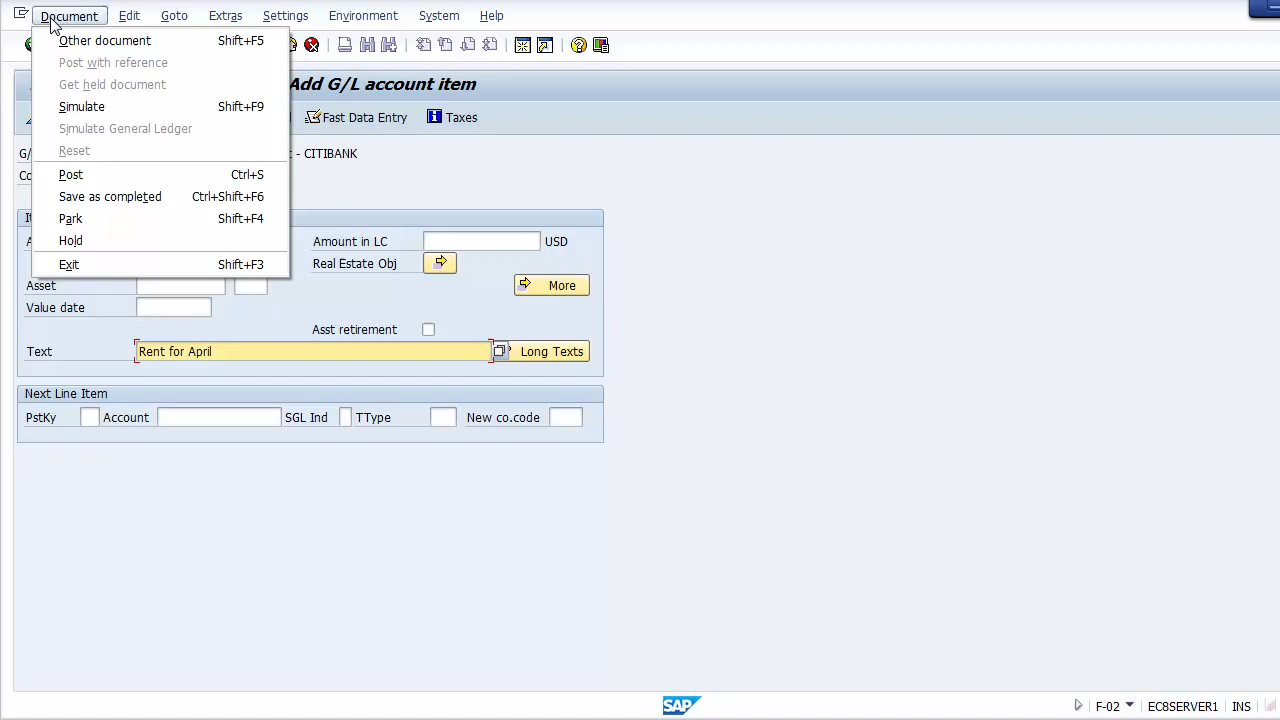 Document Edit Goto Extras Settings Environment System Help
Other document Shift+F5
Post with reference
Get held document
Simulate Shift+F9
Simulate General Ledger
Reset
Post Ctrl+S
Save as completed Ctrl+Shift+F6
Park Shift+F4
Hold
Exit Shift+F3
Add G/L account item
Fast Data Entry Taxes
G/ - CITIBANK
Co
Amount in LC USD
Real Estate Obj
Asset More
Value date
Asst retirement
Text Rent for April Long Texts
Next Line Item
PstKy Account SGL Ind TType New co.code
SAP F-02 EC8SERVER1 INS